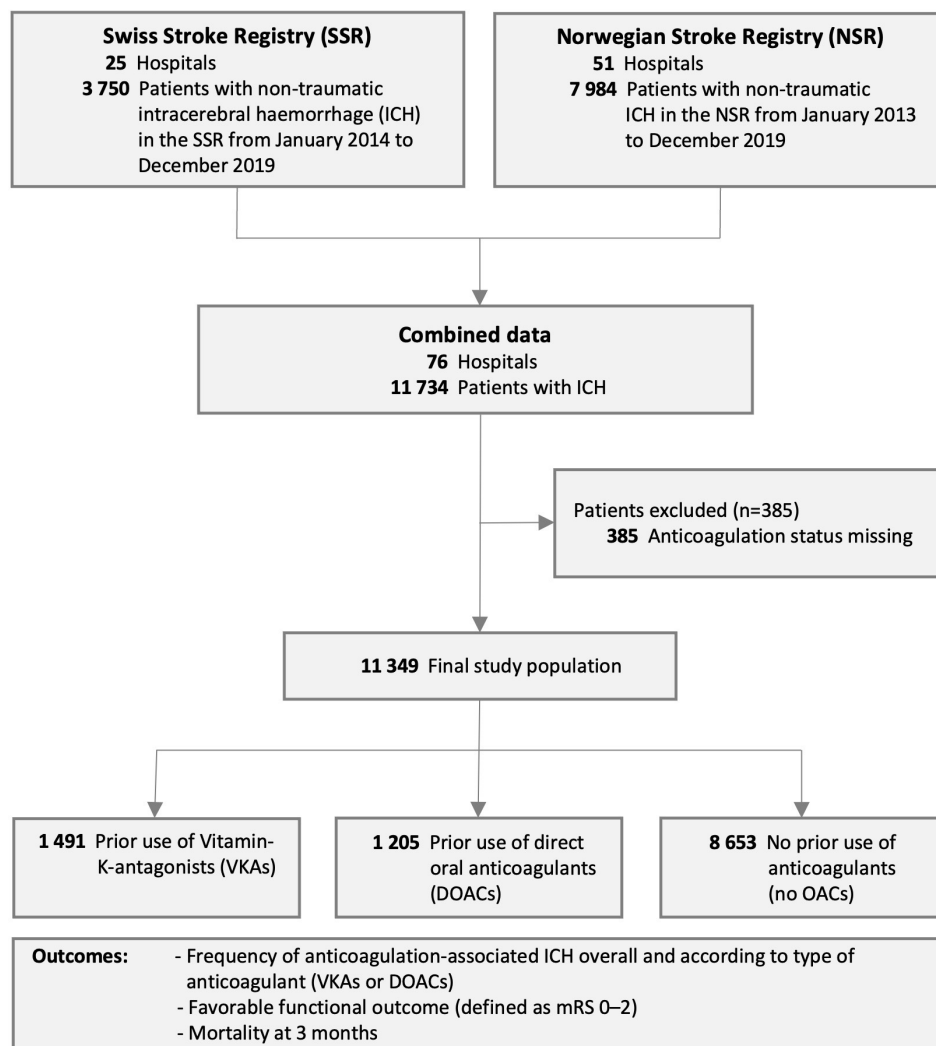 Swiss Stroke Registry (SSR)
25 Hospitals
3 750 Patients with non-traumatic
intracerebral haemorrhage (ICH)
in the SSR from January 2014 to
December 2019
Norwegian Stroke Registry (NSR)
51 Hospitals
7 984 Patients with non-traumatic
ICH in the NSR from January 2013
to December 2019
Combined data
76 Hospitals
11 734 Patients with ICH
Patients excluded (n=385)
385 Anticoagulation status missing
11 349 Final study population
1 491 Prior use of Vitamin-
K-antagonists (VKAs)
1 205 Prior use of direct
oral anticoagulants
(DOACs)
8 653 No prior use of
anticoagulants
(no OACs)
Outcomes: - Frequency of anticoagulation-associated ICH overall and according to type of
anticoagulant (VKAs or DOACs)
- Favorable functional outcome (defined as mRS 0–2)
- Mortality at 3 months